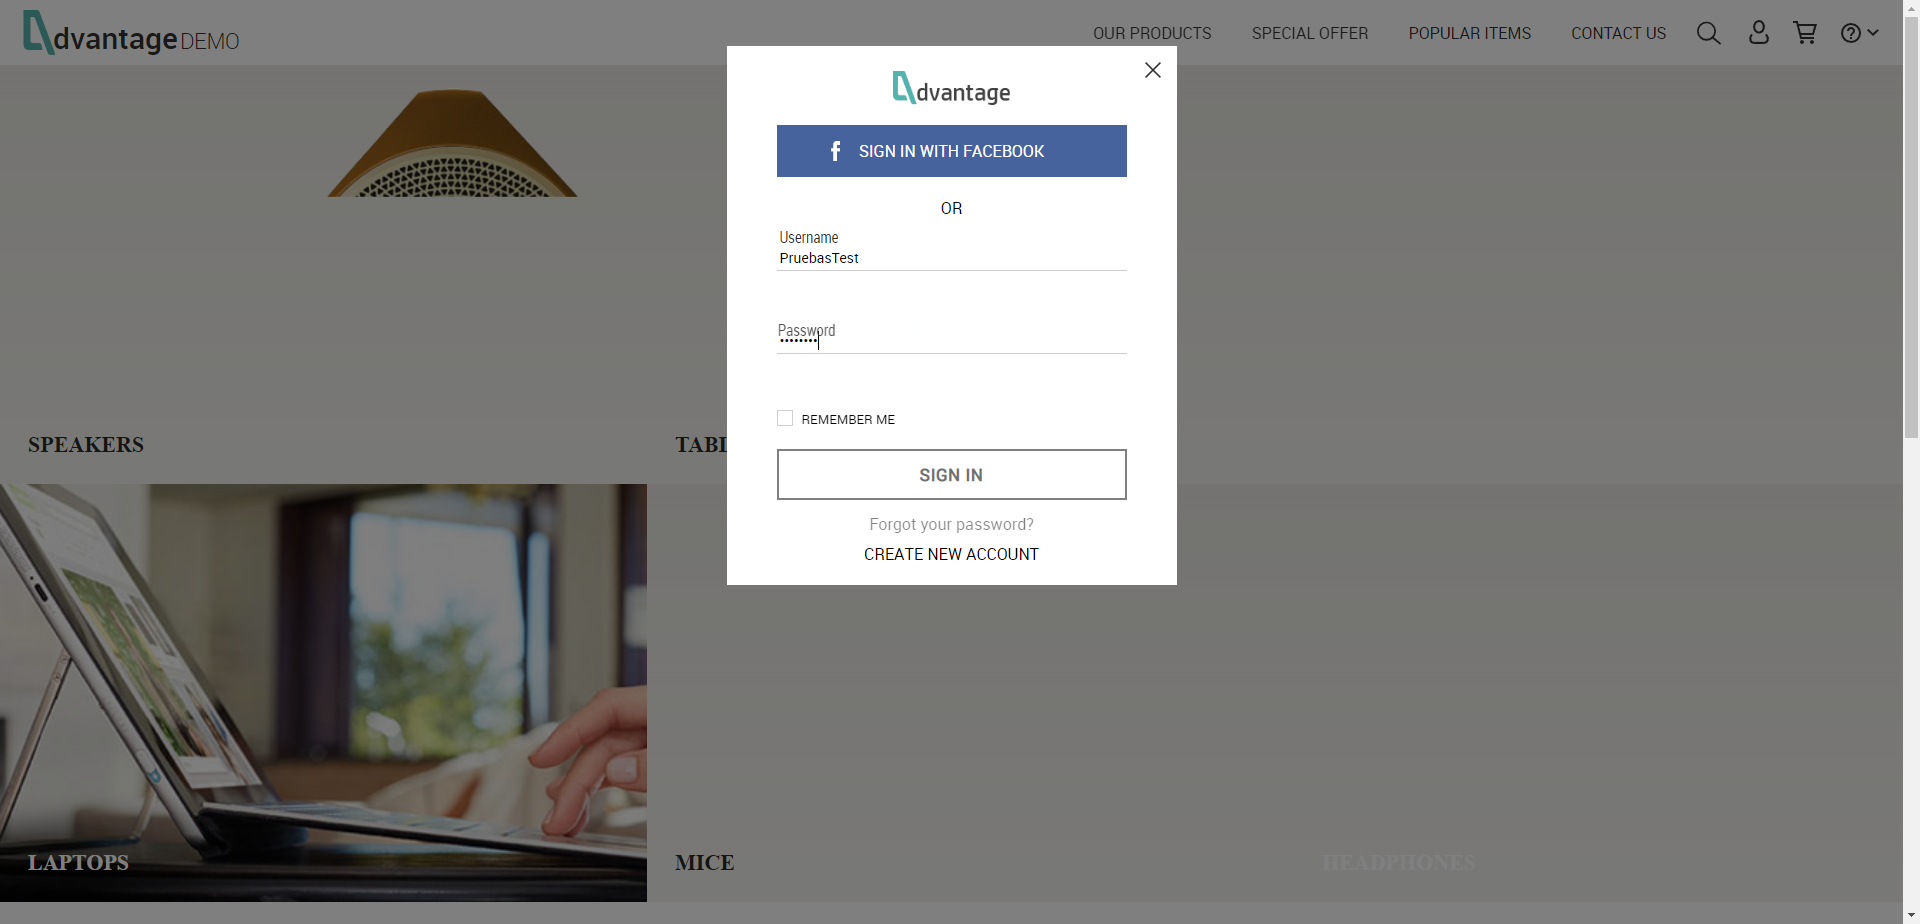 dvantage DEMO
OUR PRODUCTS SPECIAL OFFER POPULAR ITEMS CONTACT US
dvantage
SIGN IN WITH FACEBOOK
OR
Username
PruebasTest
Password
••••••••
REMEMBER ME
SIGN IN
Forgot your password?
CREATE NEW ACCOUNT
SPEAKERS
TABL
LAPTOPS
MICE
HEADPHONES